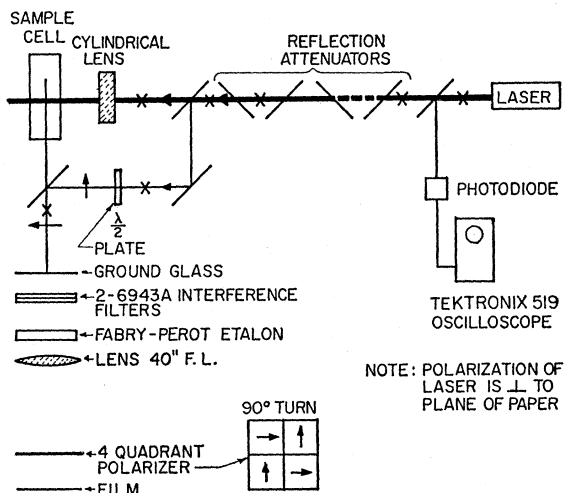 SAMPLE
CELL
CYLINDRICAL
LENS
REFLECTION
ATTENUATORS
LASER
PHOTODIODE
λ/2
PLATE
GROUND GLASS
2-6943A INTERFERENCE
FILTERS
FABRY-PEROT ETALON
LENS 40" F. L.
TEKTRONIX 519
OSCILLOSCOPE
NOTE: POLARIZATION OF
LASER IS ⊥ TO
PLANE OF PAPER
90° TURN
4 QUADRANT
POLARIZER
FILM